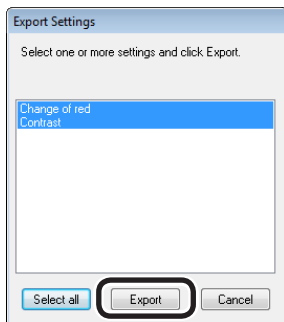 Export Settings
Select one or more settings and click Export.
Change of red
Contrast
Select all Export Cancel